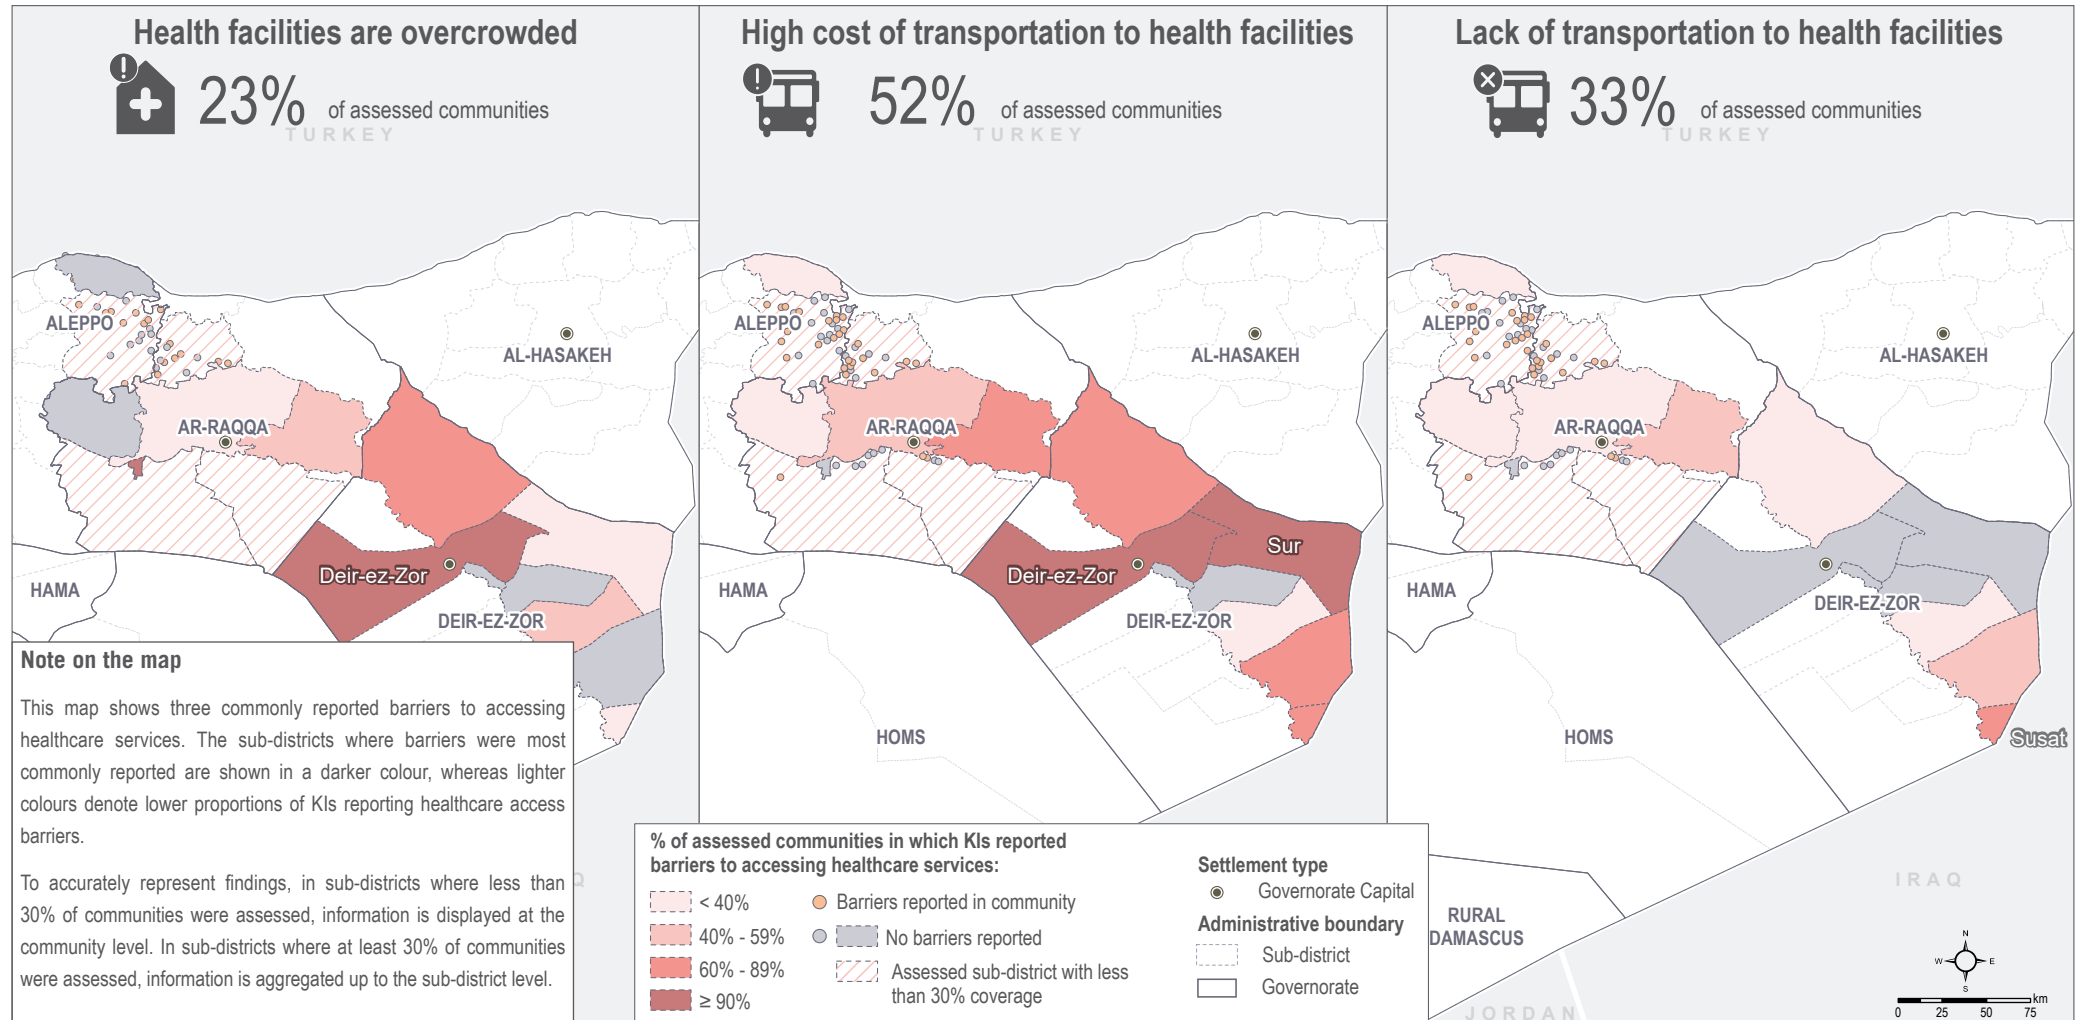 Health facilities are overcrowded
23% of assessed communities
TURKEY
ALEPPO
AL-HASAKEH
AR-RAQQA
Deir-ez-Zor
HAMA
DEIR-EZ-ZOR
High cost of transportation to health facilities
52% of assessed communities
TURKEY
ALEPPO
AL-HASAKEH
AR-RAQQA
Sur
Deir-ez-Zor
HAMA
DEIR-EZ-ZOR
HOMS
Lack of transportation to health facilities
33% of assessed communities
TURKEY
ALEPPO
AL-HASAKEH
AR-RAQQA
HAMA
DEIR-EZ-ZOR
HOMS
Susat
IRAQ
RURAL
DAMASCUS
JORDAN
N
W E
S
km
0 25 50 75
Note on the map
This map shows three commonly reported barriers to accessing
healthcare services. The sub-districts where barriers were most
commonly reported are shown in a darker colour, whereas lighter
colours denote lower proportions of KIs reporting healthcare access
barriers.
To accurately represent findings, in sub-districts where less than
30% of communities were assessed, information is displayed at the
community level. In sub-districts where at least 30% of communities
were assessed, information is aggregated up to the sub-district level.
Q
% of assessed communities in which KIs reported
barriers to accessing healthcare services:
< 40%
40% - 59%
60% - 89%
≥ 90%
Barriers reported in community
No barriers reported
Assessed sub-district with less
than 30% coverage
Settlement type
Governorate Capital
Administrative boundary
Sub-district
Governorate